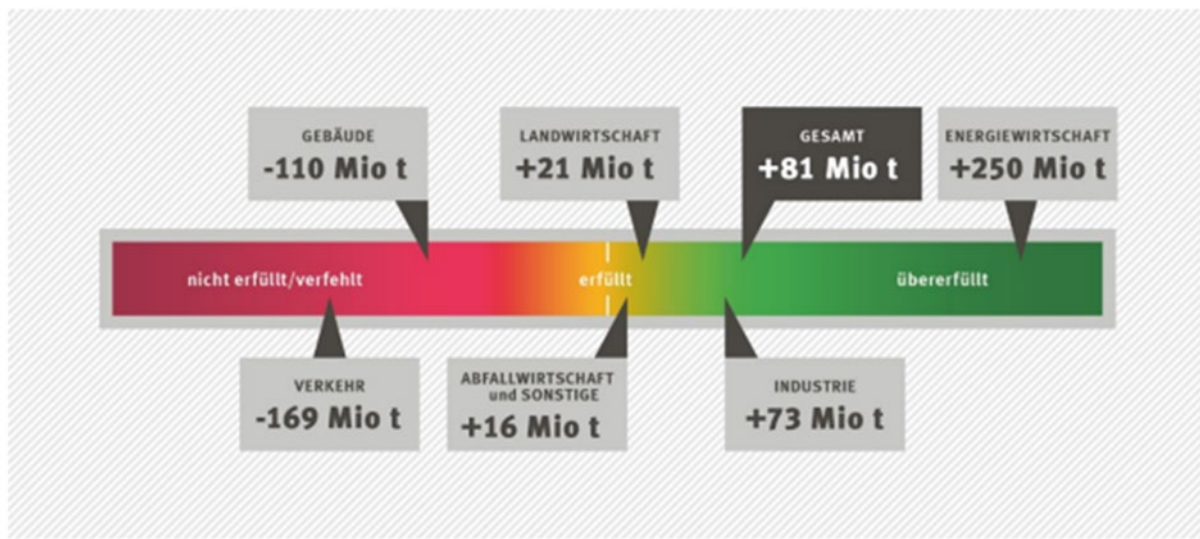 GEBÄUDE
-110 Mio t
LANDWIRTSCHAFT
+21 Mio t
GESAMT
+81 Mio t
ENERGIEWIRTSCHAFT
+250 Mio t
nicht erfüllt/verfehlt
erfüllt
übererfüllt
VERKEHR
-169 Mio t
ABFALLWIRTSCHAFT
und SONSTIGE
+16 Mio t
INDUSTRIE
+73 Mio t